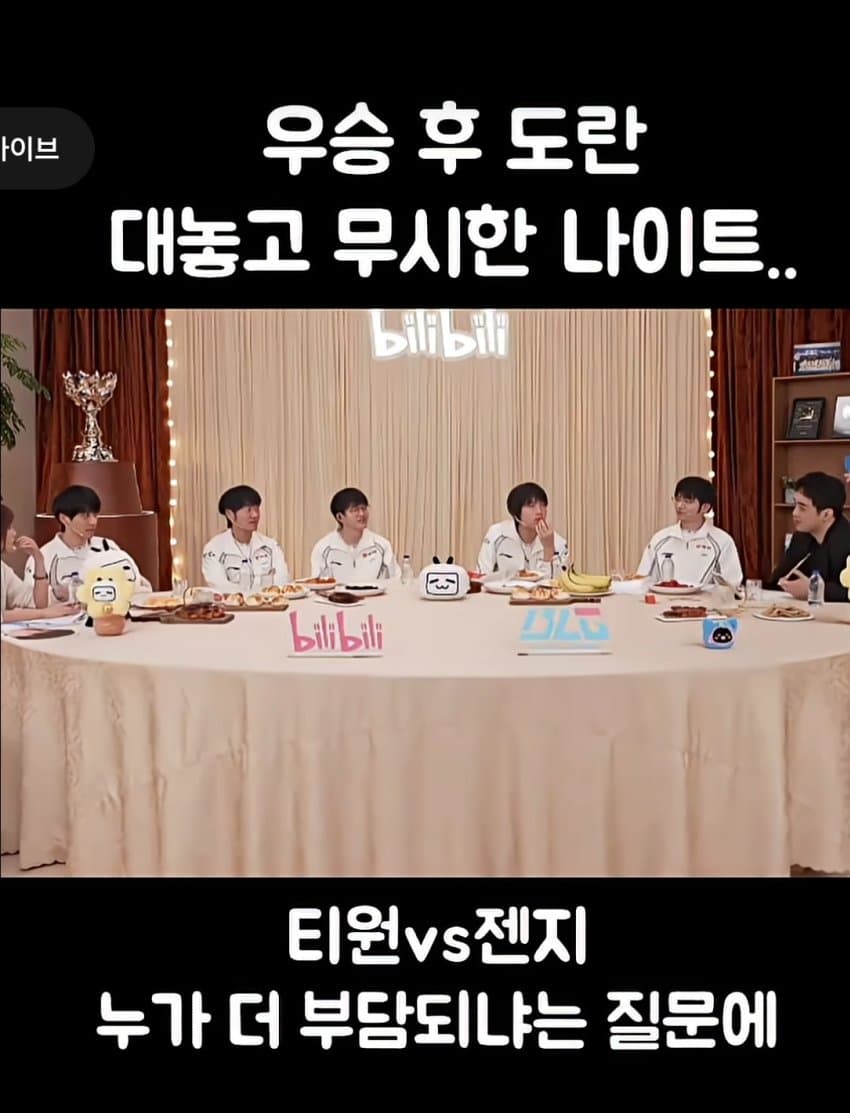 우승 후 도란
아이브
대놓고 무시한 나이트..
bilibili
bilibili
BLG
티원vs젠지
누가 더 부담되냐는 질문에